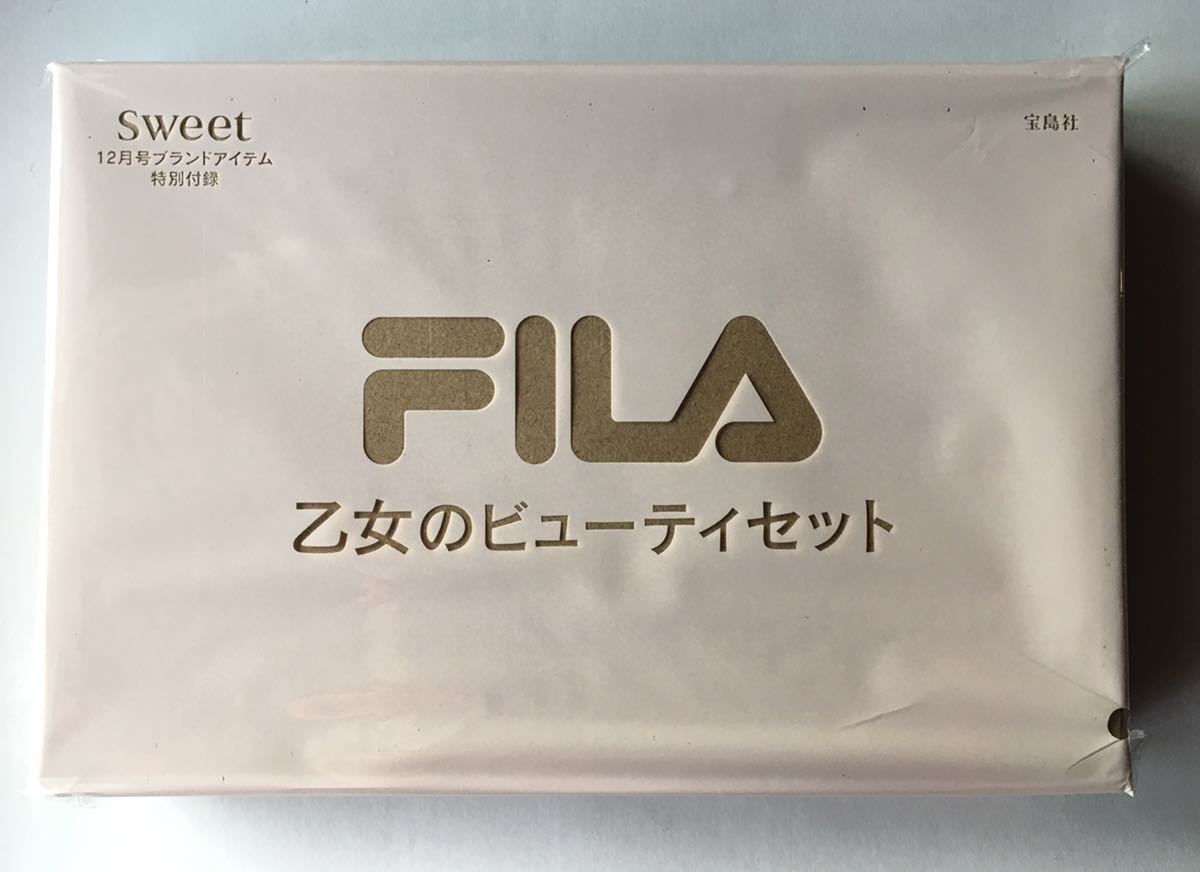 Sweet
12月号ブランドアイテム
特別付録
宝島社
FILA
乙女のビューティセット